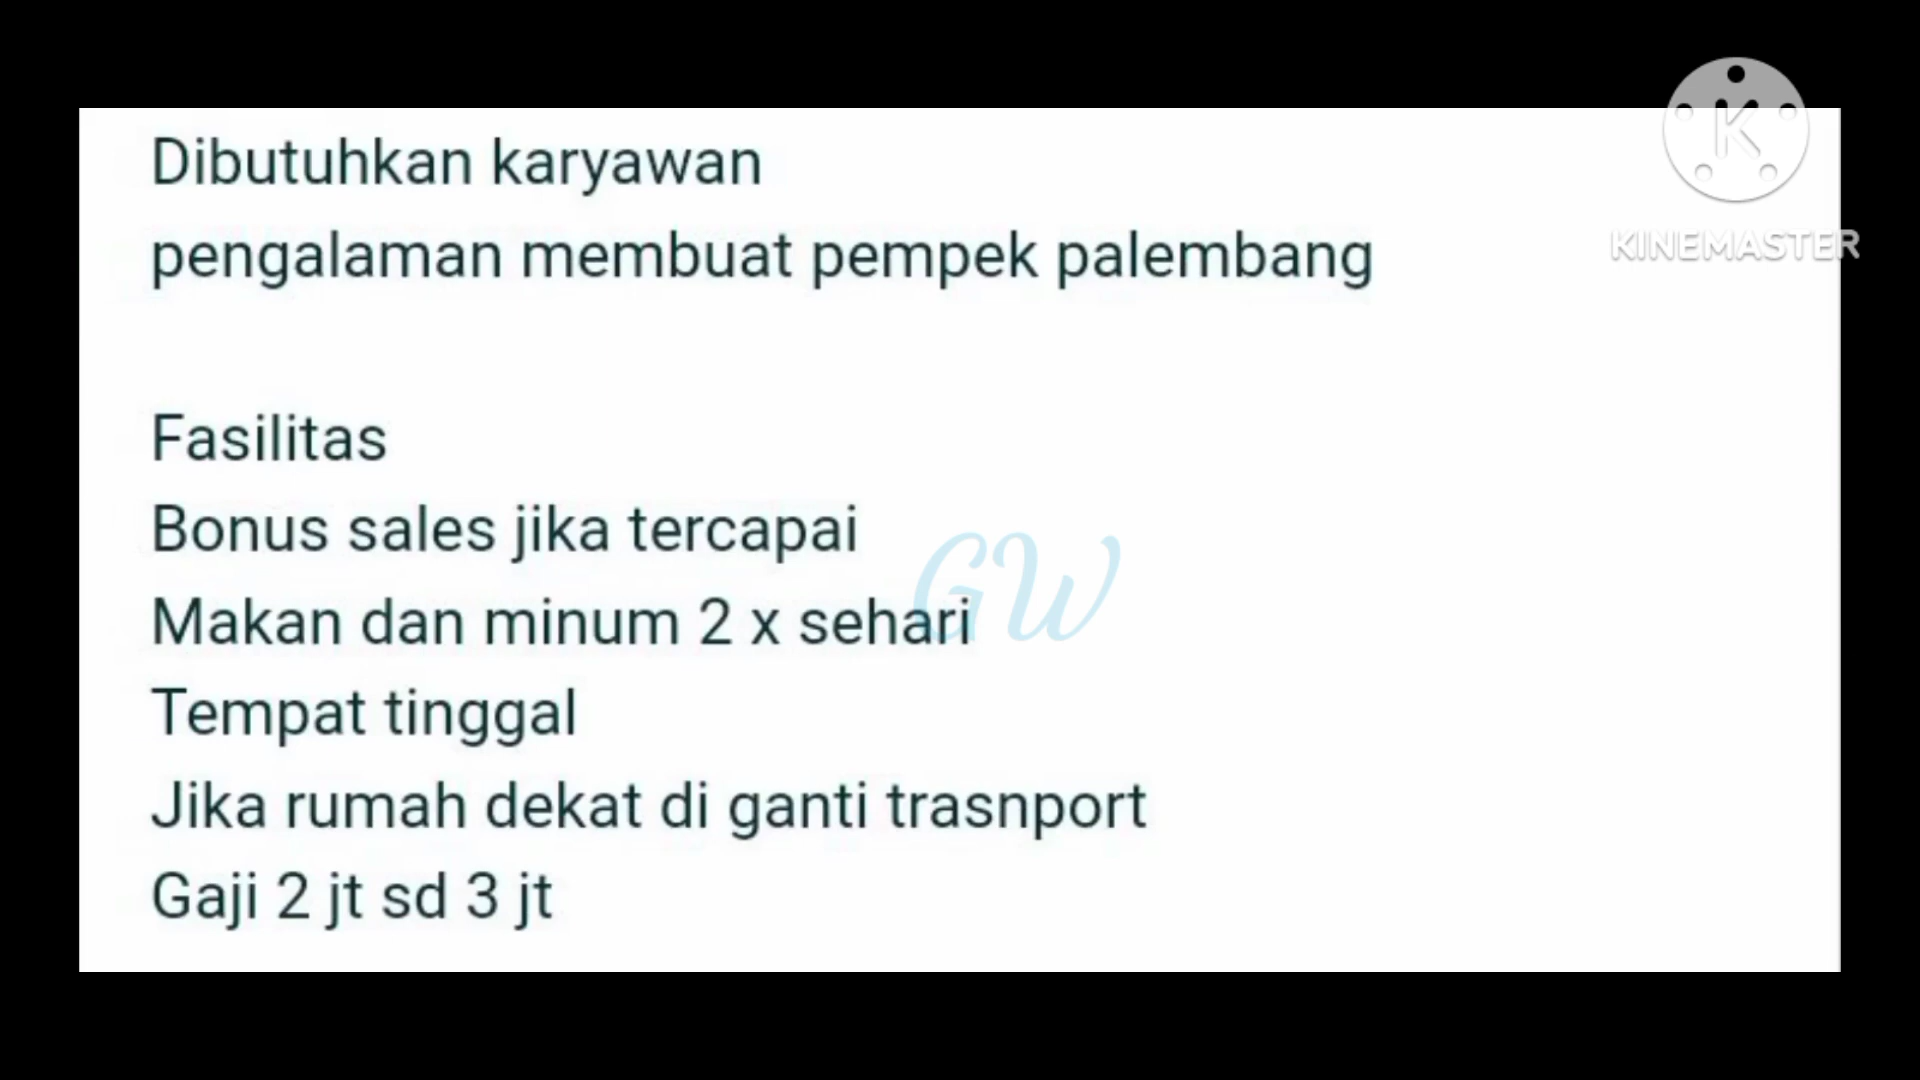 Dibutuhkan karyawan
pengalaman membuat pempek palembang
Fasilitas
Bonus sales jika tercapai
Makan dan minum 2 x sehari
Tempat tinggal
Jika rumah dekat di ganti trasnport
Gaji 2 jt sd 3 jt
GW
K
KINEMASTER